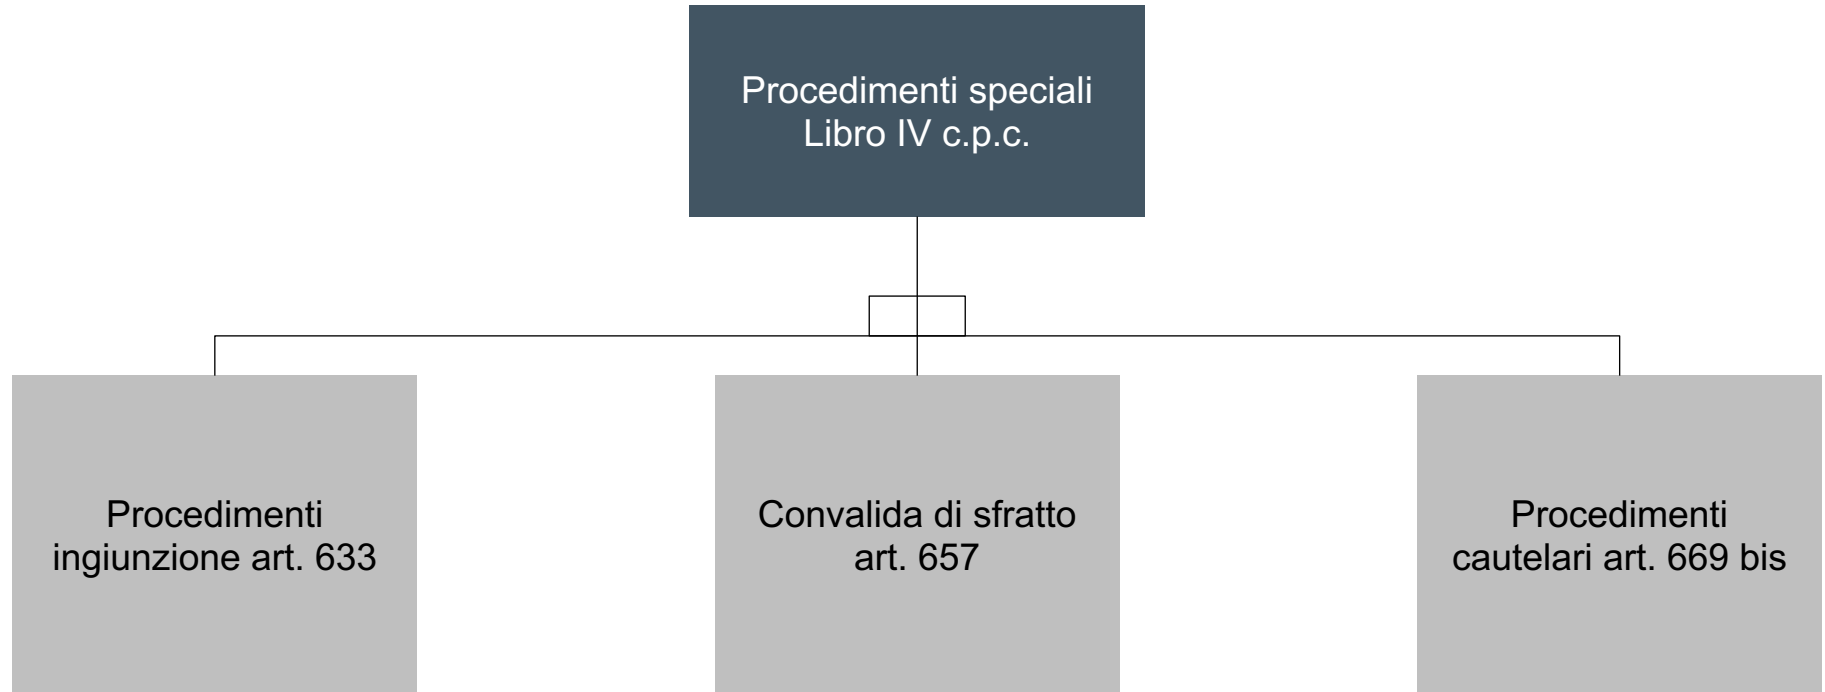 Procedimenti speciali
Libro IV c.p.c.
Procedimenti
ingiunzione art. 633
Convalida di sfratto
art. 657
Procedimenti
cautelari art. 669 bis